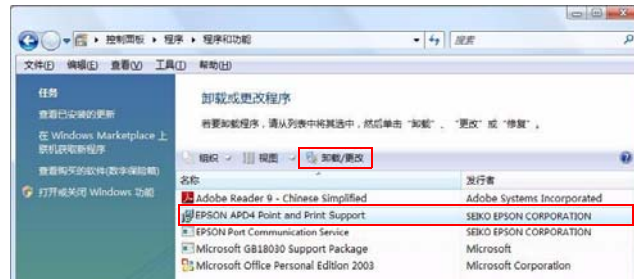 控制面板 ▸ 程序 ▸ 程序和功能
搜索
文件(F) 编辑(E) 查看(V) 工具(T) 帮助(H)
任务
查看已安装的更新
在 Windows Marketplace 上
联机获取新程序
查看购买的软件(数字保险箱)
打开或关闭 Windows 功能
卸载或更改程序
若要卸载程序，请从列表中将其选中，然后单击“卸载”、“更改”或“修复”。
组织 视图 卸载/更改
名称 发行者
Adobe Reader 9 - Chinese Simplified Adobe Systems Incorporated
EPSON APD4 Point and Print Support SEIKO EPSON CORPORATION
EPSON Port Communication Service SEIKO EPSON CORPORATION
Microsoft GB18030 Support Package Microsoft
Microsoft Office Personal Edition 2003 Microsoft Corporation